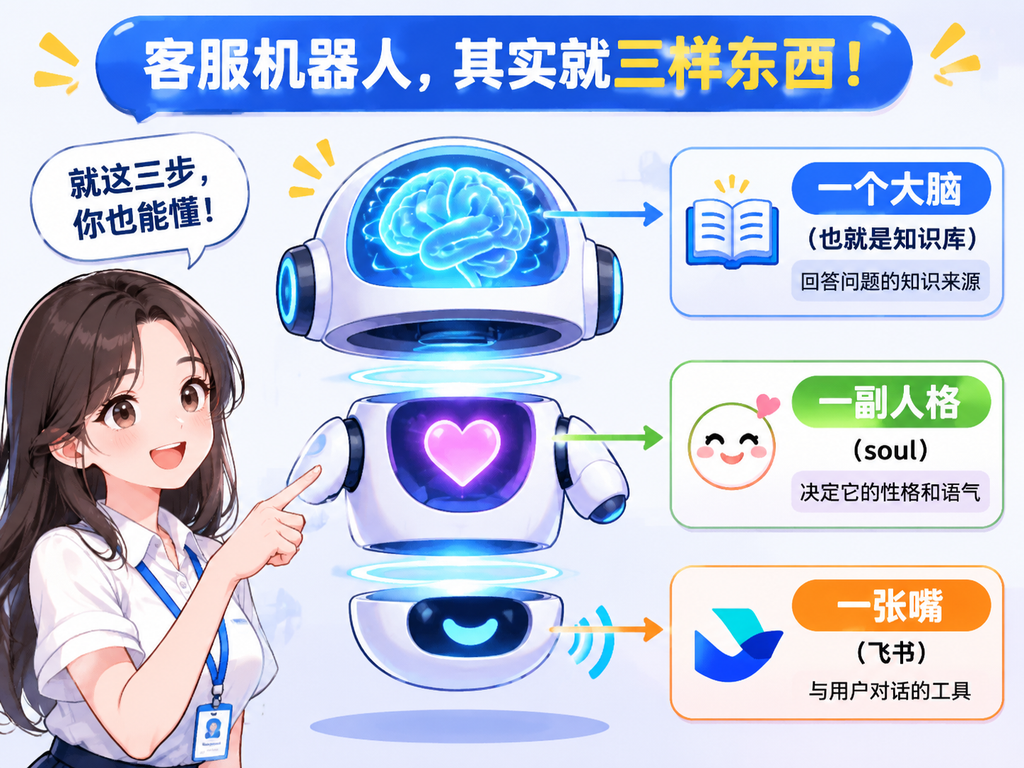 客服机器人，其实就三样东西！
就这三步，
你也能懂！
一个大脑
（也就是知识库）
回答问题的知识来源
一副人格
（soul）
决定它的性格和语气
一张嘴
（飞书）
与用户对话的工具